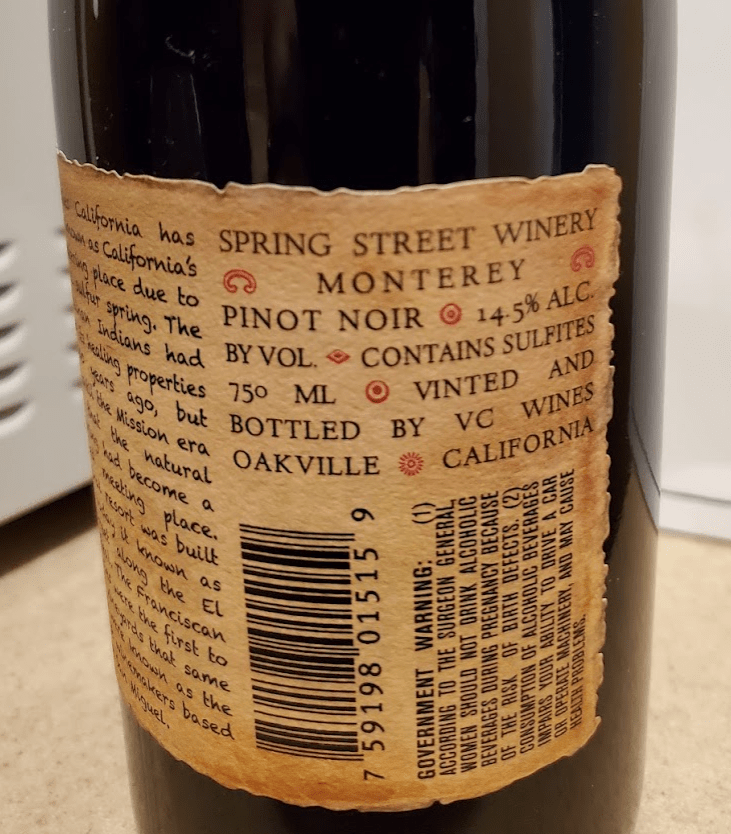 California has
as California's
place due to
sulfur spring. The
Indians had
healing properties
years ago, but
the Mission era
the natural
had become a
meeting place.
resort was built
it known as
along the El
The Franciscan
were the first to
that same
known as the
winemakers based
Miguel.
SPRING STREET WINERY
MONTEREY
PINOT NOIR 14.5% ALC.
BY VOL. CONTAINS SULFITES
750 ML VINTED AND
BOTTLED BY VC WINES
OAKVILLE CALIFORNIA
7 59198 01515 9
GOVERNMENT WARNING: (1)
ACCORDING TO THE SURGEON GENERAL,
WOMEN SHOULD NOT DRINK ALCOHOLIC
BEVERAGES DURING PREGNANCY BECAUSE
OF THE RISK OF BIRTH DEFECTS. (2)
CONSUMPTION OF ALCOHOLIC BEVERAGES
IMPAIRS YOUR ABILITY TO DRIVE A CAR
OR OPERATE MACHINERY, AND MAY CAUSE
HEALTH PROBLEMS.